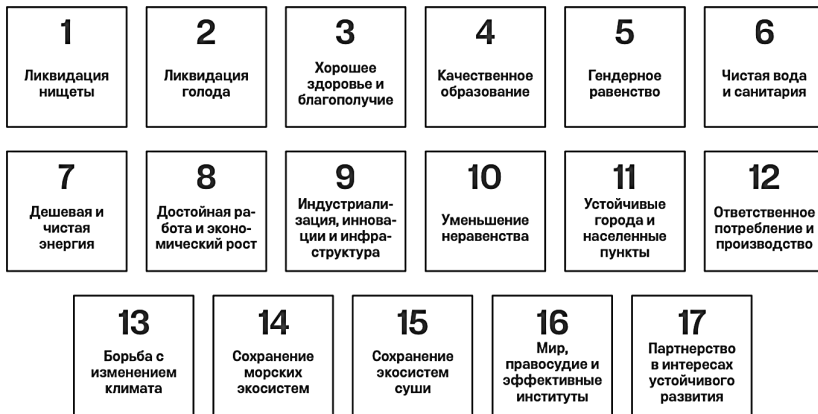 1
Ликвидация
нищеты
2
Ликвидация
голода
3
Хорошее
здоровье и
благополучие
4
Качественное
образование
5
Гендерное
равенство
6
Чистая вода
и санитария
7
Дешевая и
чистая
энергия
8
Достойная ра-
бота и эконо-
мический рост
9
Индустриали-
зация, иннова-
ции и инфра-
структура
10
Уменьшение
неравенства
11
Устойчивые
города и
населенные
пункты
12
Ответственное
потребление и
производство
13
Борьба с
изменением
климата
14
Сохранение
морских
экосистем
15
Сохранение
экосистем
суши
16
Мир,
правосудие и
эффективные
институты
17
Партнерство
в интересах
устойчивого
развития